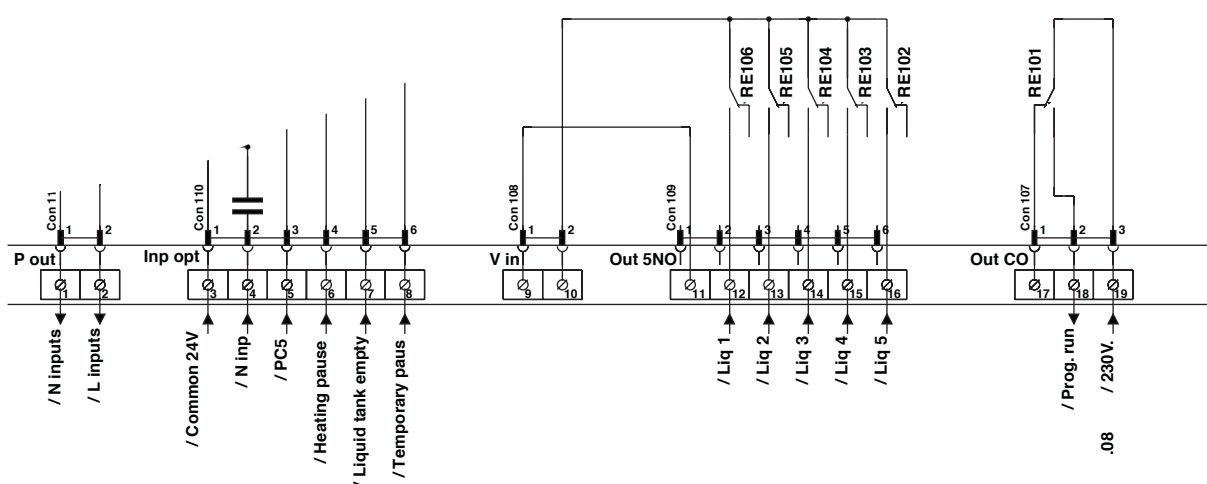 RE106
RE105
RE104
RE103
RE102
RE101
Con 11
Con 110
Con 108
Con 109
Con 107
1 2
1 2 3 4 5 6
1 2
1 2 3 4 5 6
1 2 3
P out
Inp opt
V in
Out 5NO
Out CO
1 2
3 4 5 6 7 8
9 10
11 12 13 14 15 16
17 18 19
/ N inputs
/ L inputs
/ Common 24V
/ N inp
/ PC5
/ Heating pause
/ Liquid tank empty
/ Temporary paus
/ Liq 1
/ Liq 2
/ Liq 3
/ Liq 4
/ Liq 5
/ Prog. run
/ 230V.
.08